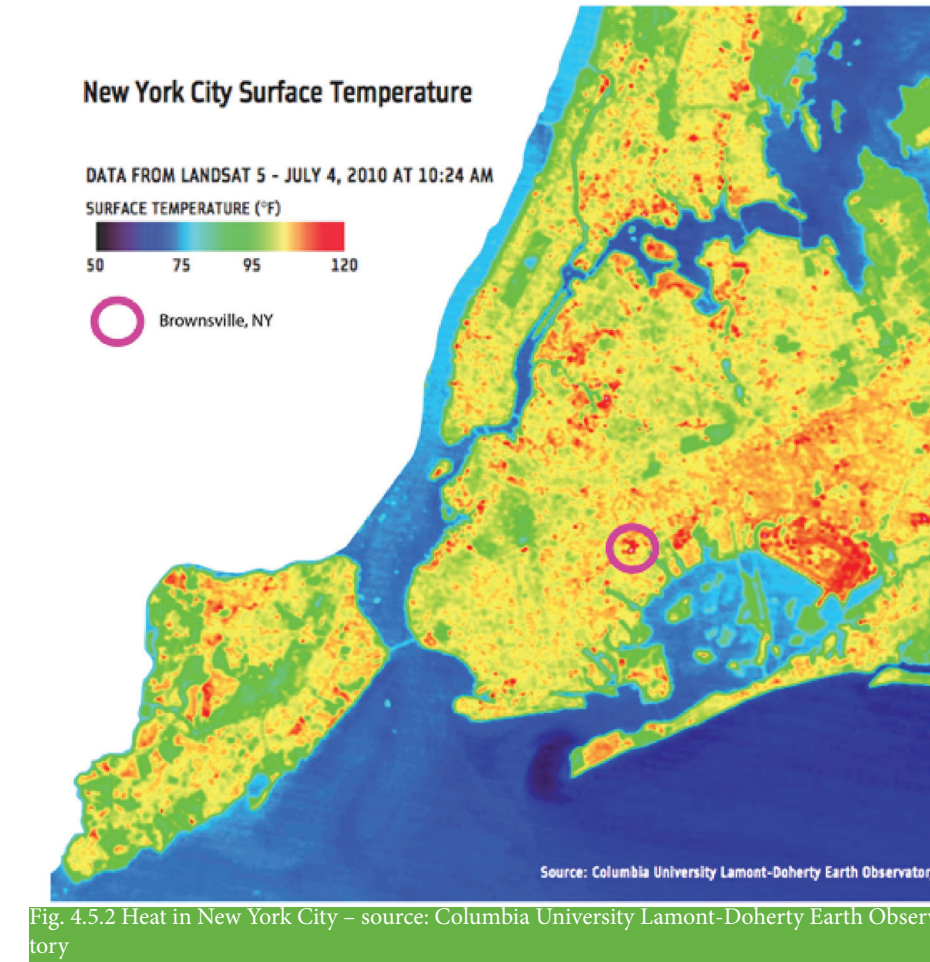 New York City Surface Temperature
DATA FROM LANDSAT 5 - JULY 4, 2010 AT 10:24 AM
SURFACE TEMPERATURE (°F)
50 75 95 120
Brownsville, NY
Source: Columbia University Lamont-Doherty Earth Observator
Fig. 4.5.2 Heat in New York City – source: Columbia University Lamont-Doherty Earth Obser
tory